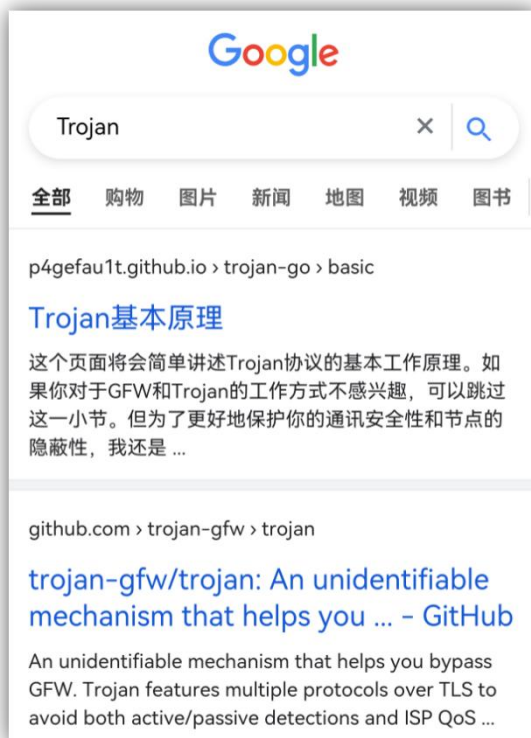 Google
Trojan
全部 购物 图片 新闻 地图 视频 图书
p4gefau1t.github.io › trojan-go › basic
Trojan基本原理
这个页面将会简单讲述Trojan协议的基本工作原理。如
果你对于GFW和Trojan的工作方式不感兴趣，可以跳过
这一小节。但为了更好地保护你的通讯安全性和节点的
隐蔽性，我还是 ...
github.com › trojan-gfw › trojan
trojan-gfw/trojan: An unidentifiable
mechanism that helps you ... - GitHub
An unidentifiable mechanism that helps you bypass
GFW. Trojan features multiple protocols over TLS to
avoid both active/passive detections and ISP QoS ...